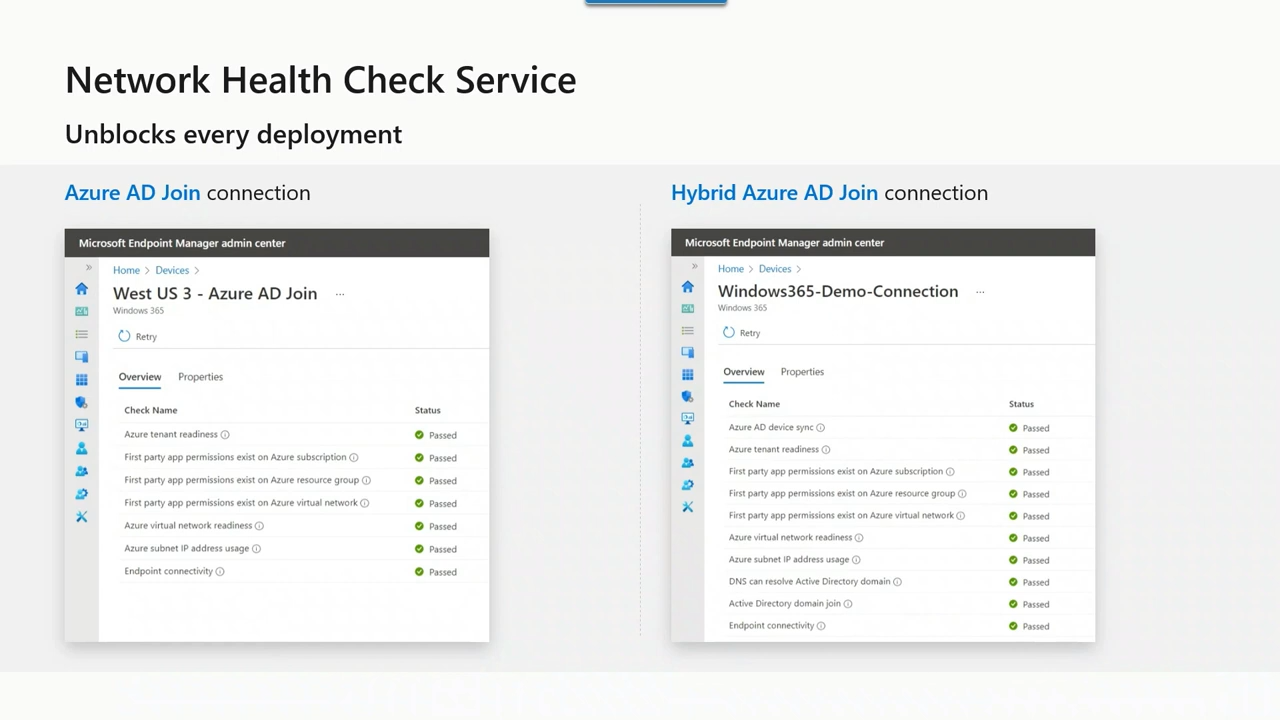 Network Health Check Service
Unblocks every deployment
Azure AD Join connection
Microsoft Endpoint Manager admin center
Home > Devices >
West US 3 - Azure AD Join ...
Windows 365
Retry
Overview Properties
Check Name Status
Azure tenant readiness Passed
First party app permissions exist on Azure subscription Passed
First party app permissions exist on Azure resource group Passed
First party app permissions exist on Azure virtual network Passed
Azure virtual network readiness Passed
Azure subnet IP address usage Passed
Endpoint connectivity Passed
Hybrid Azure AD Join connection
Microsoft Endpoint Manager admin center
Home > Devices >
Windows365-Demo-Connection ...
Windows 365
Retry
Overview Properties
Check Name Status
Azure AD device sync Passed
Azure tenant readiness Passed
First party app permissions exist on Azure subscription Passed
First party app permissions exist on Azure resource group Passed
First party app permissions exist on Azure virtual network Passed
Azure virtual network readiness Passed
Azure subnet IP address usage Passed
DNS can resolve Active Directory domain Passed
Active Directory domain join Passed
Endpoint connectivity Passed